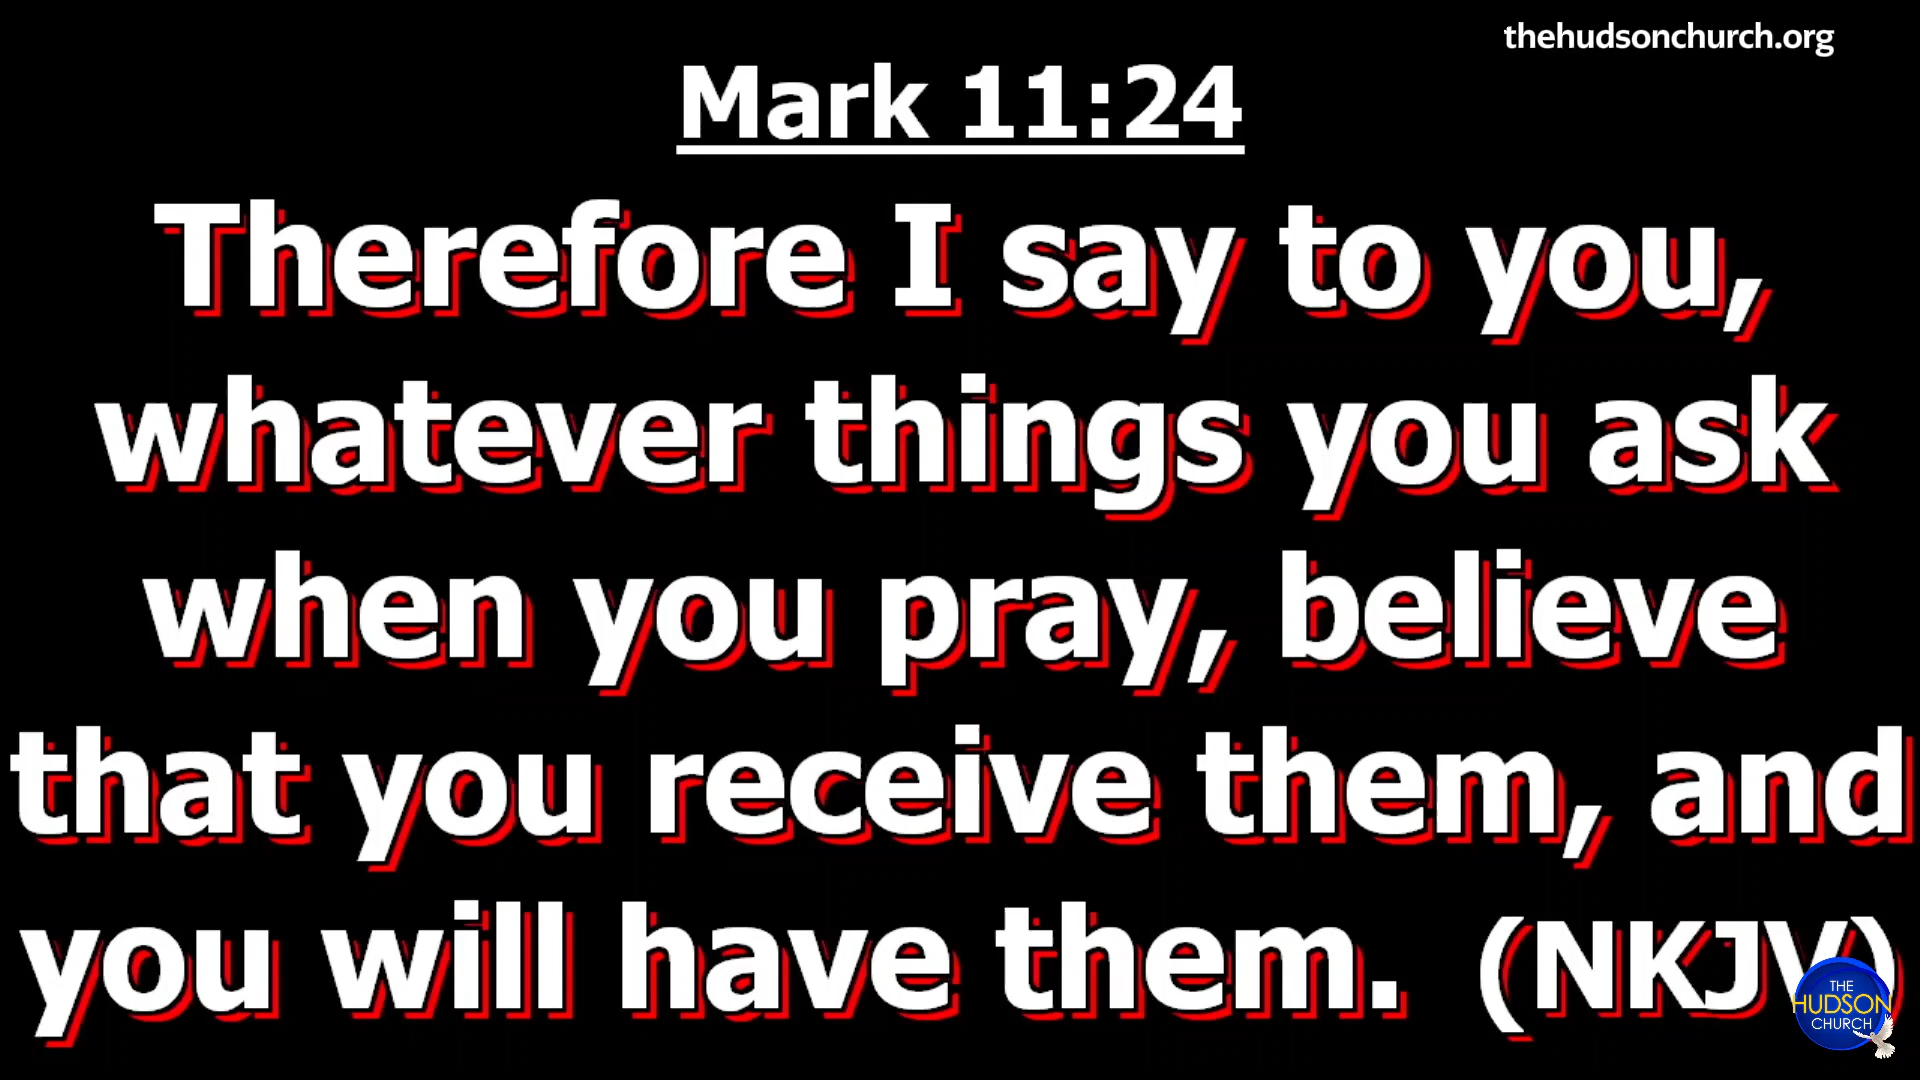 thehudsonchurch.org
Mark 11:24
Therefore I say to you,
whatever things you ask
when you pray, believe
that you receive them, and
you will have them. (NKJV)
THE
HUDSON
CHURCH